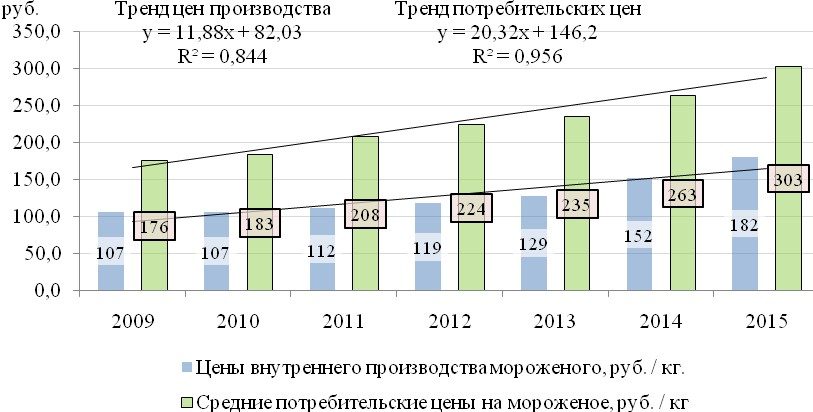 руб.
Тренд цен производства
y = 11,88x + 82,03
R² = 0,844
Тренд потребительских цен
y = 20,32x + 146,2
R² = 0,956
350,0
300,0
250,0
200,0
150,0
100,0
50,0
0,0
107 176
107 183
112 208
119 224
129 235
152 263
182 303
2009 2010 2011 2012 2013 2014 2015
Цены внутреннего производства мороженого, руб. / кг.
Средние потребительские цены на мороженое, руб. / кг